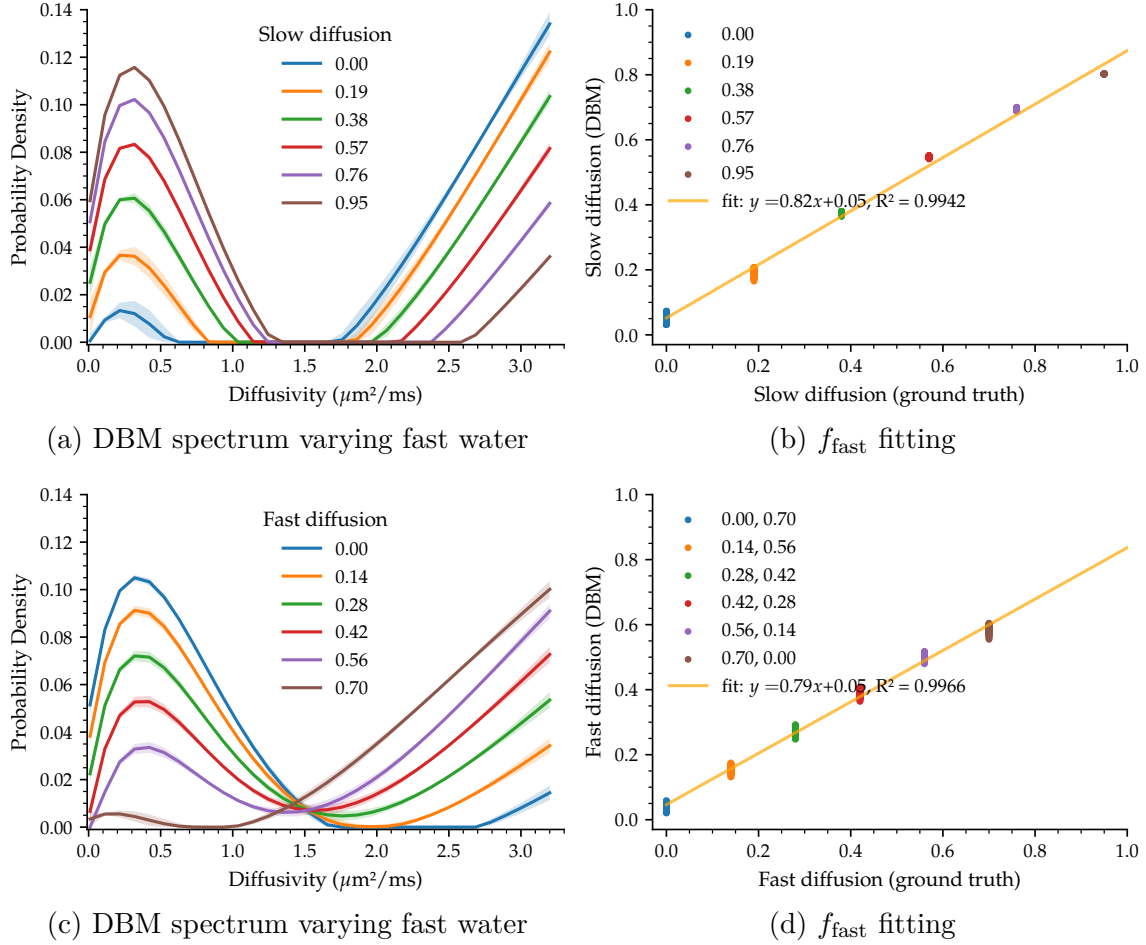 0.14
0.12
0.10
0.08
0.06
0.04
0.02
0.00
Probability Density
Slow diffusion
0.00
0.19
0.38
0.57
0.76
0.95
0.0 0.5 1.0 1.5 2.0 2.5 3.0
Diffusivity (μm²/ms)
(a) DBM spectrum varying fast water
1.0
0.8
0.6
0.4
0.2
0.0
Slow diffusion (DBM)
0.00
0.19
0.38
0.57
0.76
0.95
fit: y =0.82x+0.05, R² = 0.9942
0.0 0.2 0.4 0.6 0.8 1.0
Slow diffusion (ground truth)
(b) f_fast fitting
0.14
0.12
0.10
0.08
0.06
0.04
0.02
0.00
Probability Density
Fast diffusion
0.00
0.14
0.28
0.42
0.56
0.70
0.0 0.5 1.0 1.5 2.0 2.5 3.0
Diffusivity (μm²/ms)
(c) DBM spectrum varying fast water
1.0
0.8
0.6
0.4
0.2
0.0
Fast diffusion (DBM)
0.00, 0.70
0.14, 0.56
0.28, 0.42
0.42, 0.28
0.56, 0.14
0.70, 0.00
fit: y =0.79x+0.05, R² = 0.9966
0.0 0.2 0.4 0.6 0.8 1.0
Fast diffusion (ground truth)
(d) f_fast fitting